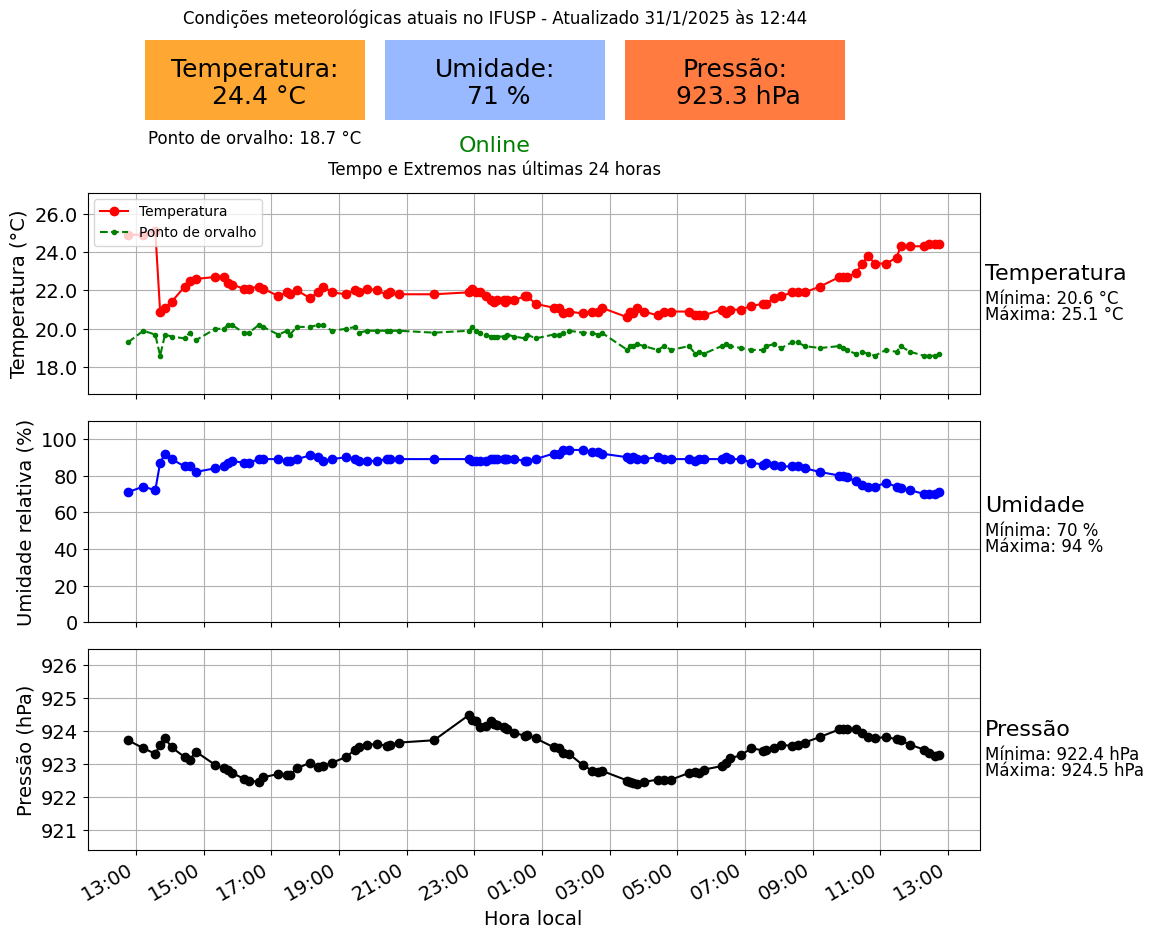 Condições meteorológicas atuais no IFUSP - Atualizado 31/1/2025 às 12:44
Temperatura:
24.4 °C
Umidade:
71 %
Pressão:
923.3 hPa
Ponto de orvalho: 18.7 °C
Online
Tempo e Extremos nas últimas 24 horas
Temperatura (°C)
26.0
24.0
22.0
20.0
18.0
Temperatura
Ponto de orvalho
Temperatura
Mínima: 20.6 °C
Máxima: 25.1 °C
Umidade relativa (%)
100
80
60
40
20
0
Umidade
Mínima: 70 %
Máxima: 94 %
Pressão (hPa)
926
925
924
923
922
921
Pressão
Mínima: 922.4 hPa
Máxima: 924.5 hPa
13:00 15:00 17:00 19:00 21:00 23:00 01:00 03:00 05:00 07:00 09:00 11:00 13:00
Hora local